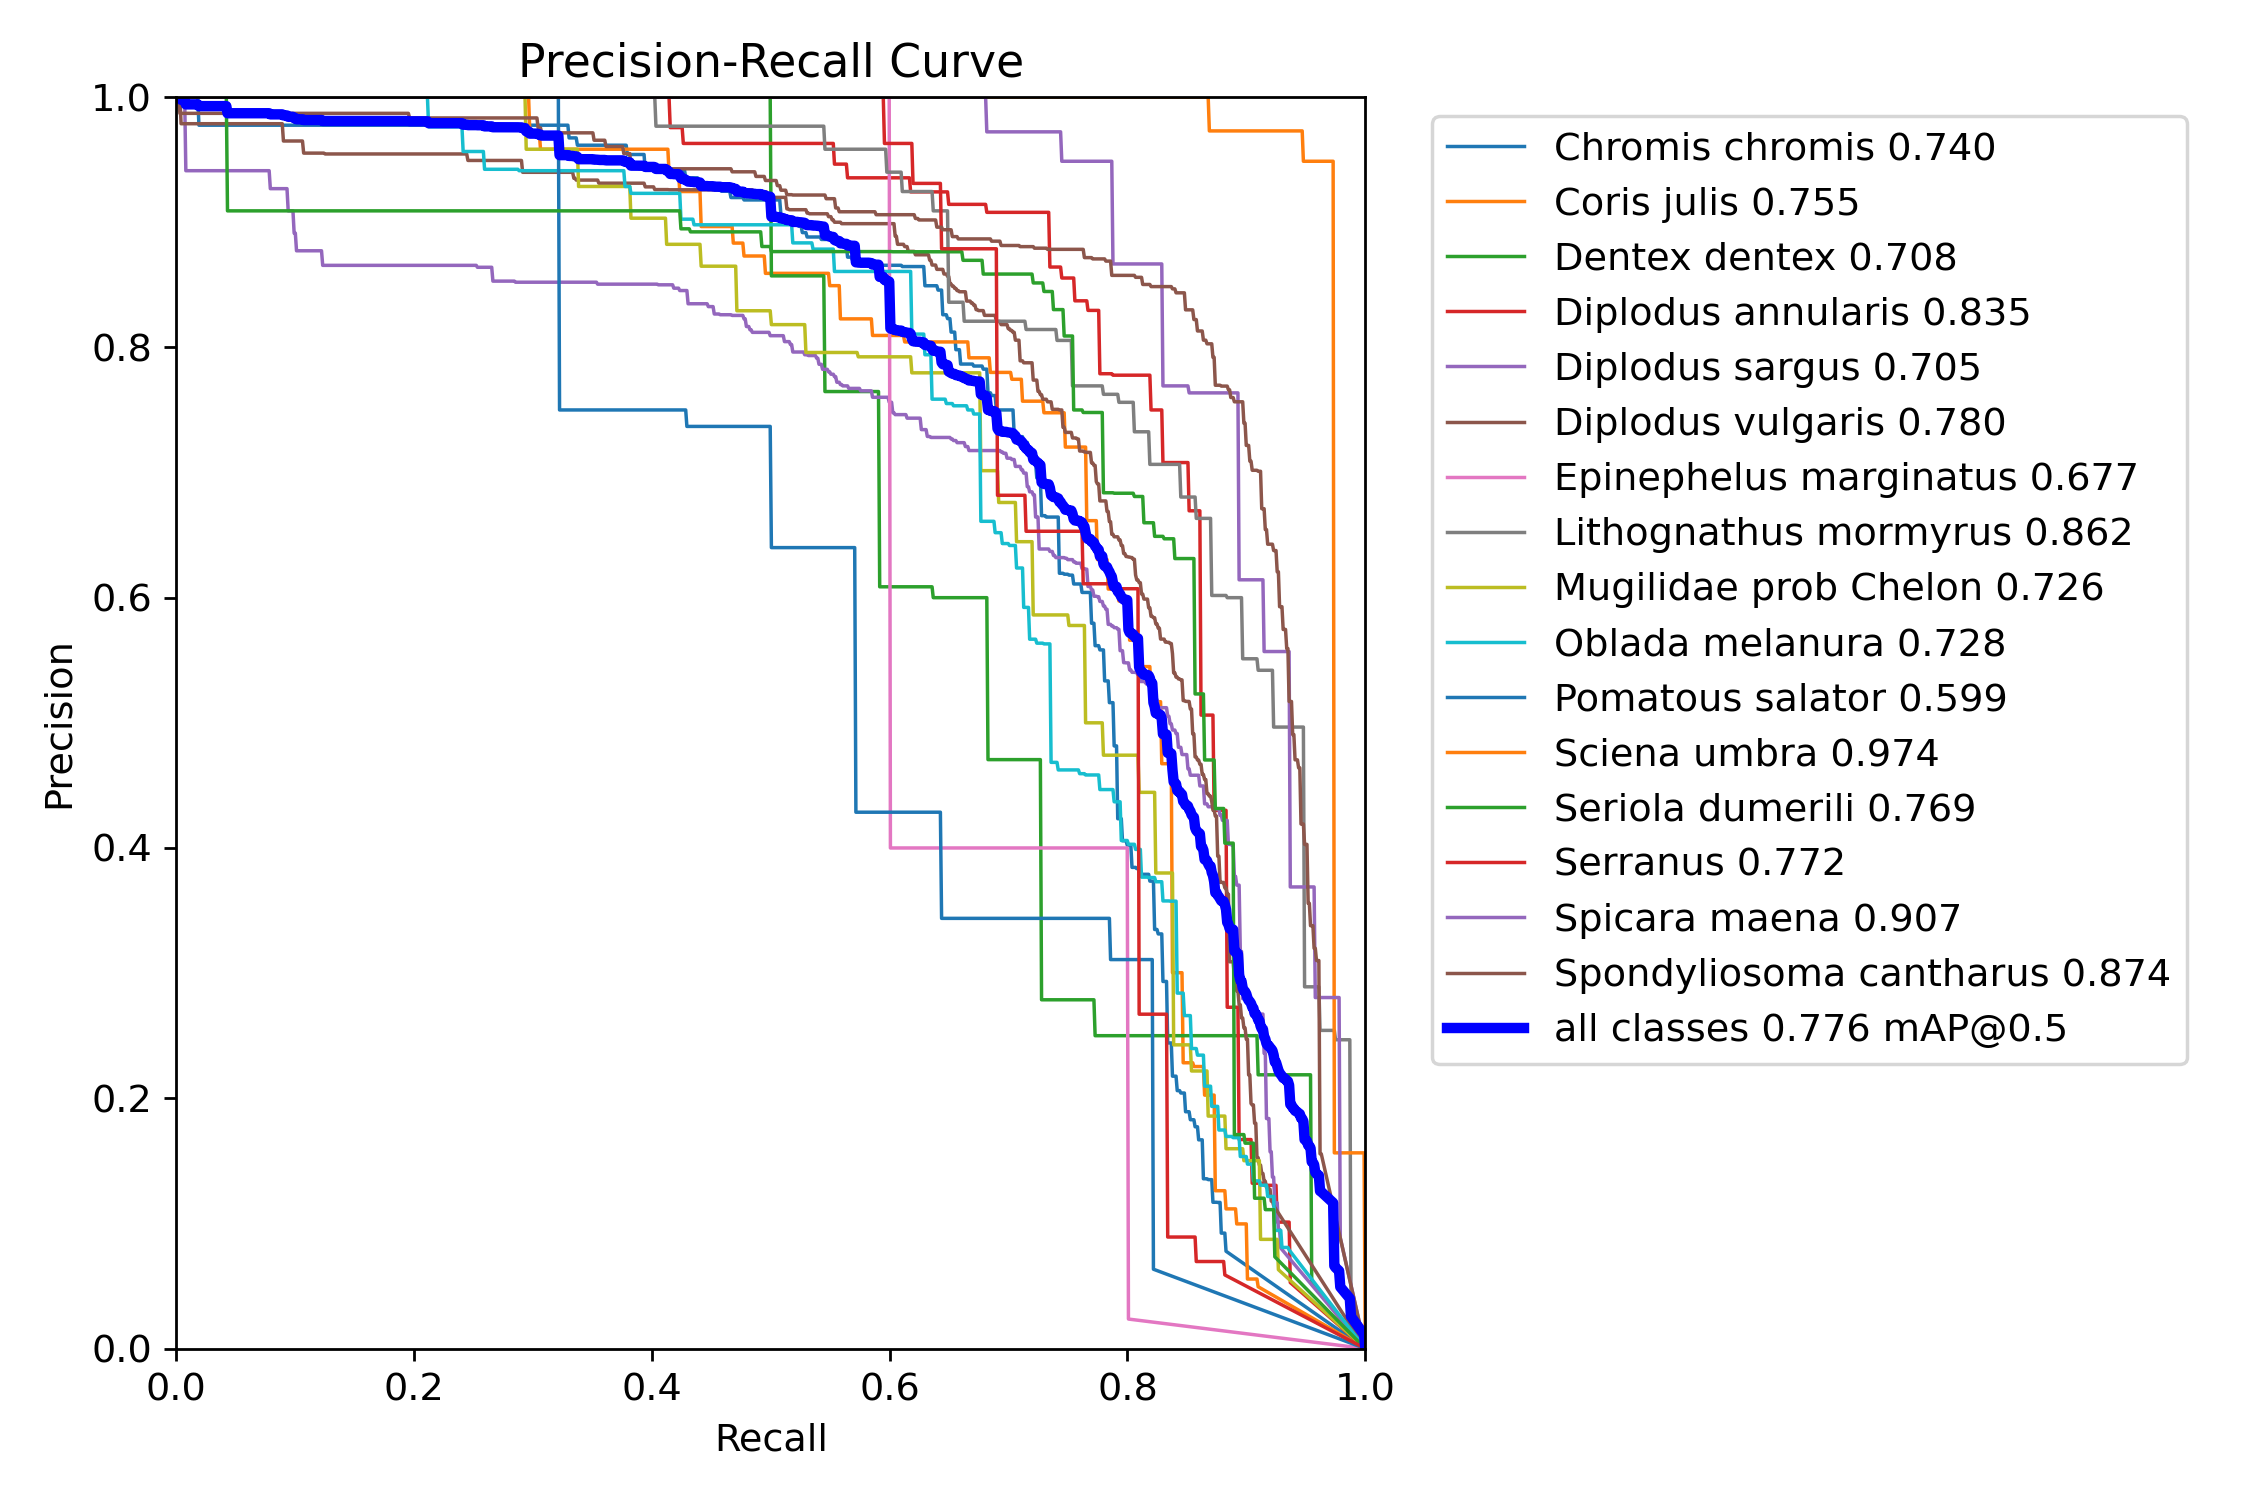 Precision-Recall Curve
1.0
0.8
0.6
0.4
0.2
0.0
Precision
0.0 0.2 0.4 0.6 0.8 1.0
Recall
Chromis chromis 0.740
Coris julis 0.755
Dentex dentex 0.708
Diplodus annularis 0.835
Diplodus sargus 0.705
Diplodus vulgaris 0.780
Epinephelus marginatus 0.677
Lithognathus mormyrus 0.862
Mugilidae prob Chelon 0.726
Oblada melanura 0.728
Pomatous salator 0.599
Sciena umbra 0.974
Seriola dumerili 0.769
Serranus 0.772
Spicara maena 0.907
Spondyliosoma cantharus 0.874
all classes 0.776 mAP@0.5